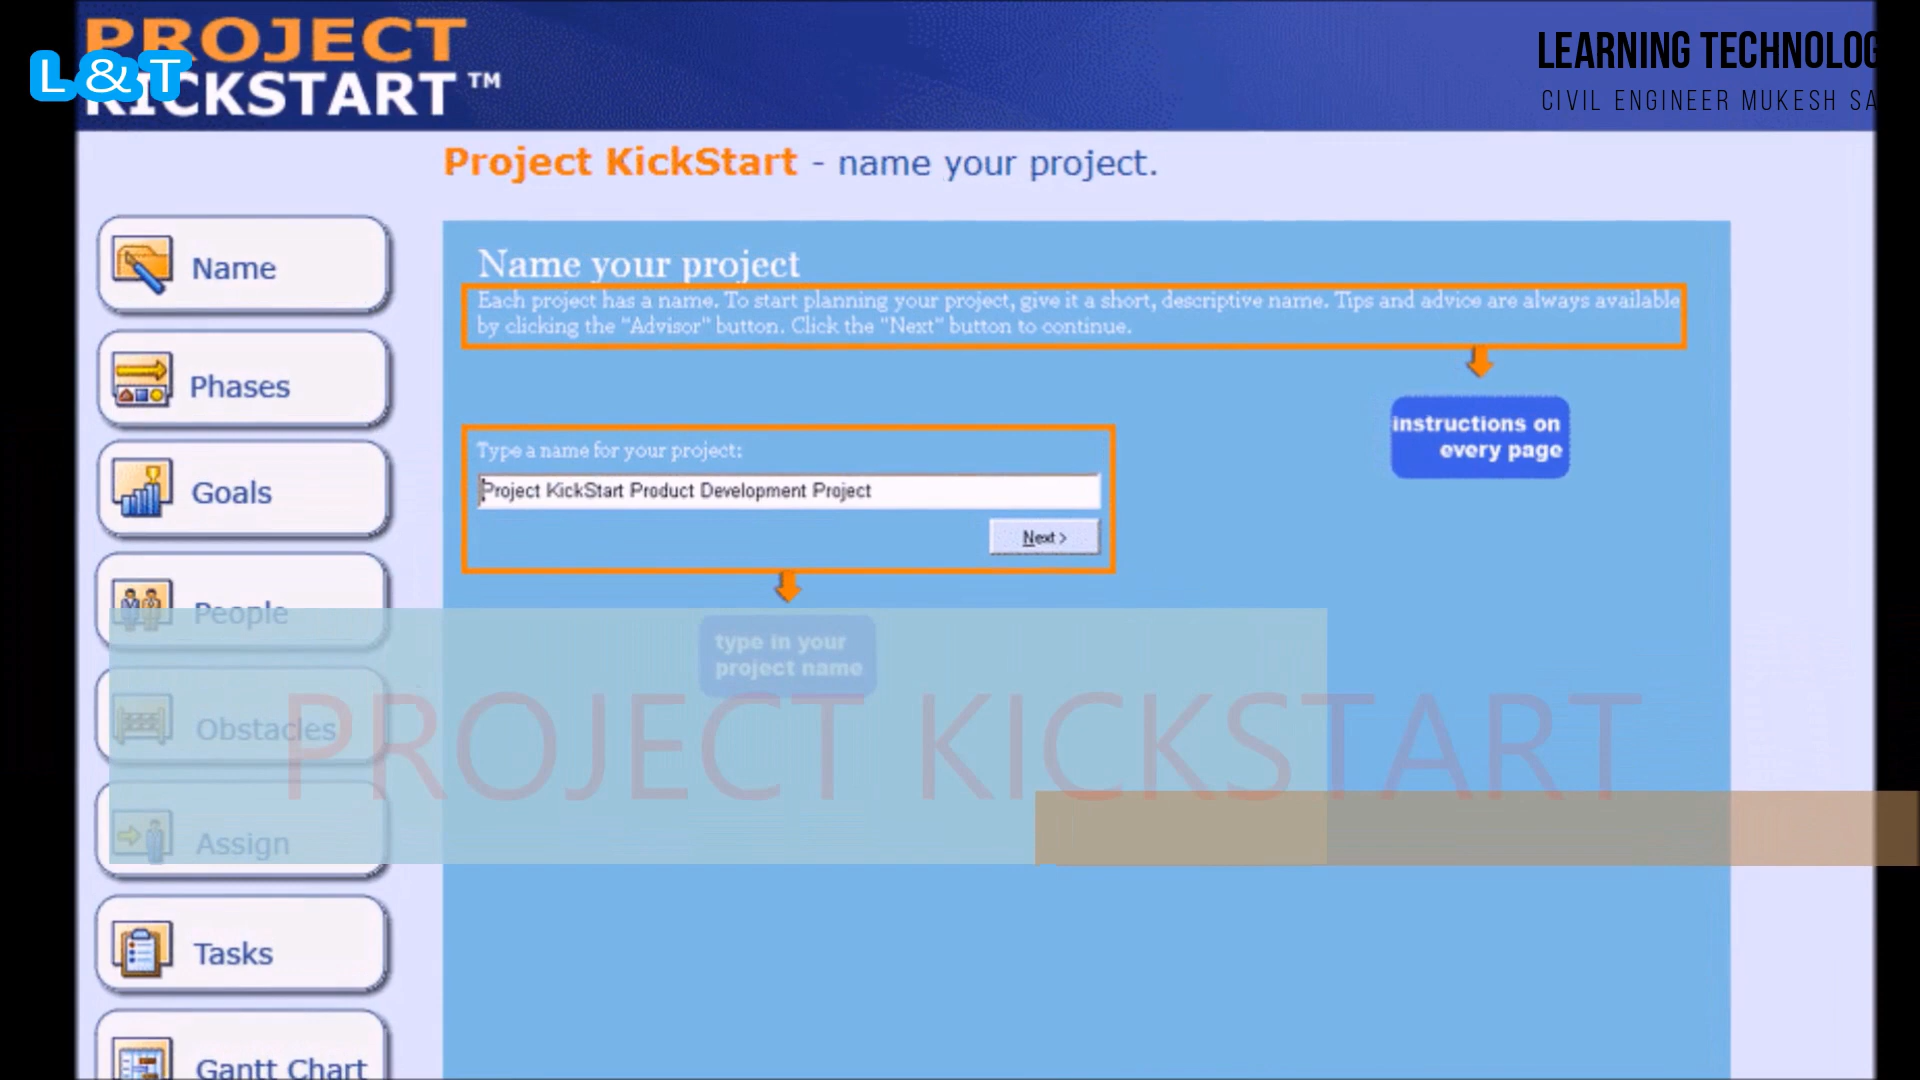 PROJECT
KICKSTART™
L&T
LEARNING TECHNOLOG
CIVIL ENGINEER MUKESH SA
Project KickStart - name your project.
Name
Phases
Goals
People
Obstacles
Assign
Tasks
Gantt Chart
Name your project
Each project has a name. To start planning your project, give it a short, descriptive name. Tips and advice are always available
by clicking the "Advisor" button. Click the "Next" button to continue.
instructions on
every page
Type a name for your project:
Project KickStart Product Development Project
Next >
type in your
project name
PROJECT KICKSTART